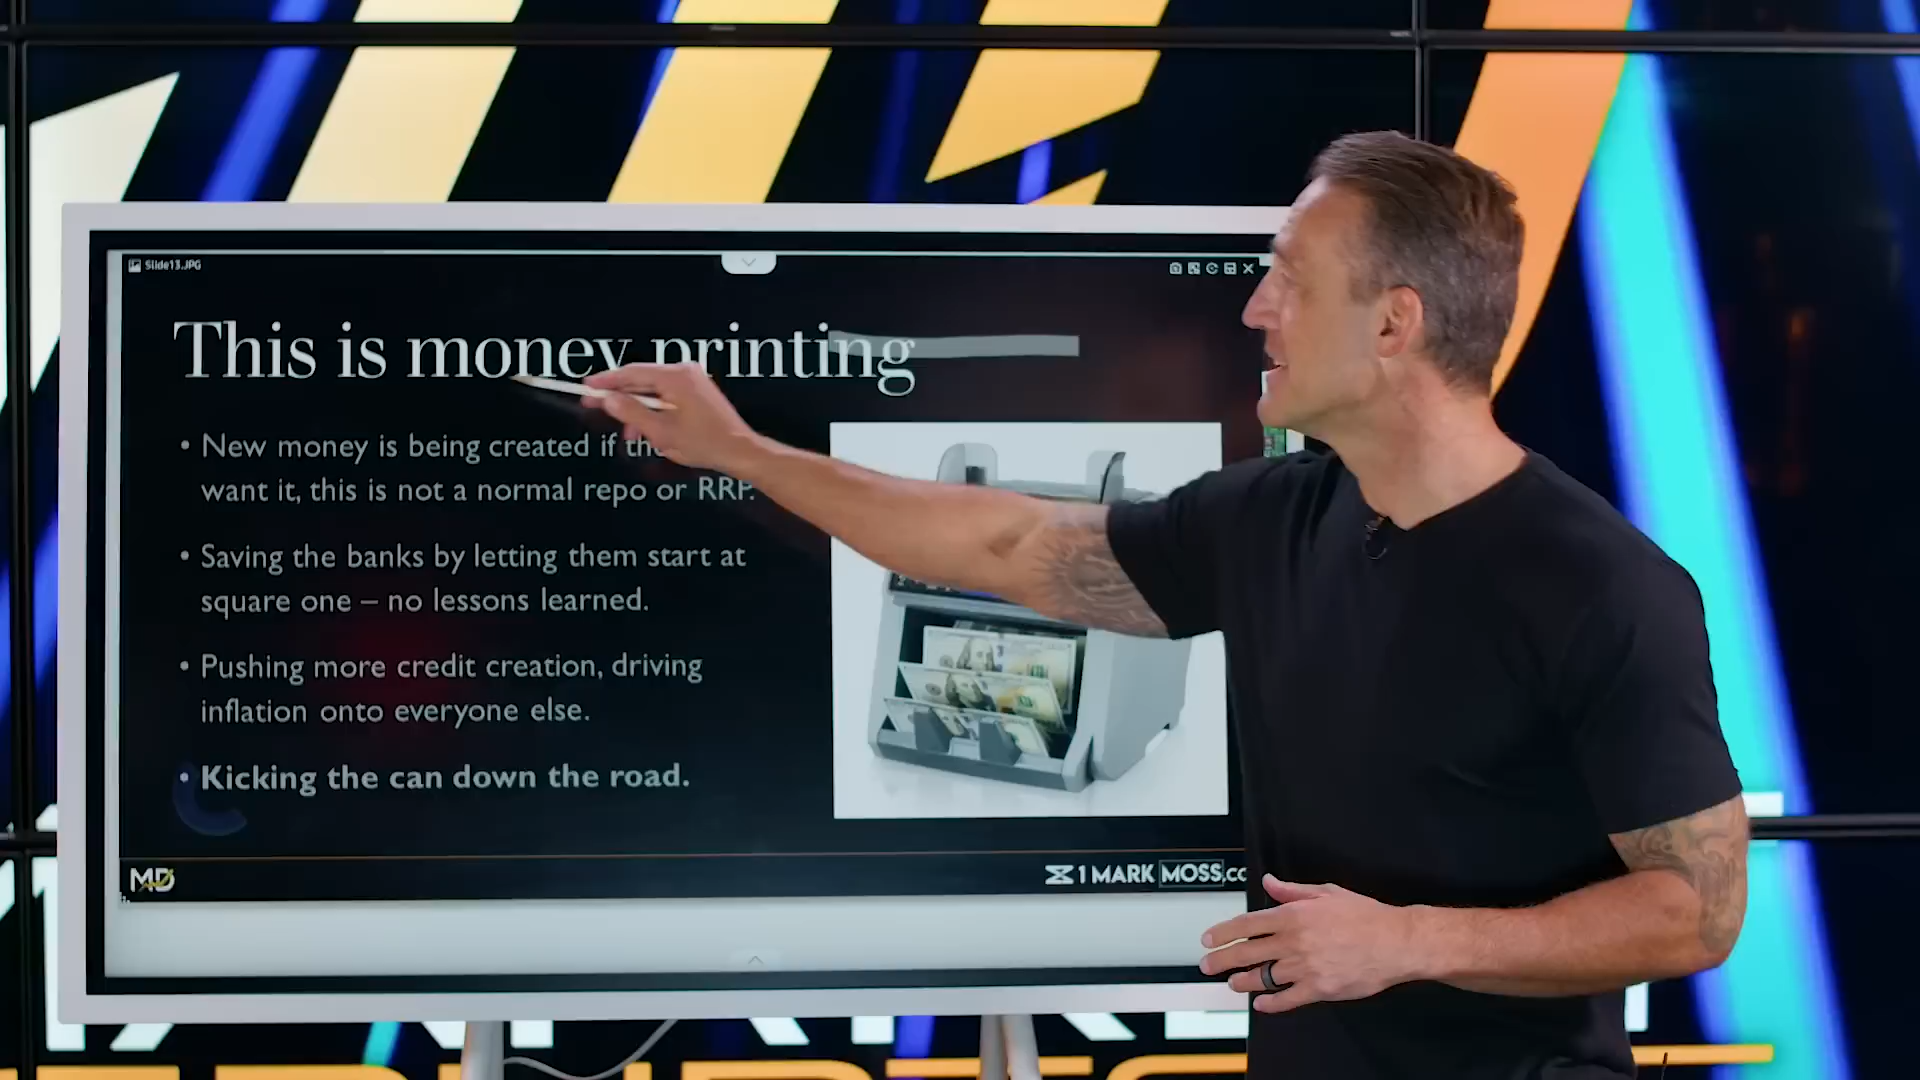 Slide13.JPG
This is money printing
• New money is being created if
want it, this is not a normal repo or RRP.
• Saving the banks by letting them start at
square one – no lessons learned.
• Pushing more credit creation, driving
inflation onto everyone else.
• Kicking the can down the road.
MD
1 MARK MOSS.co